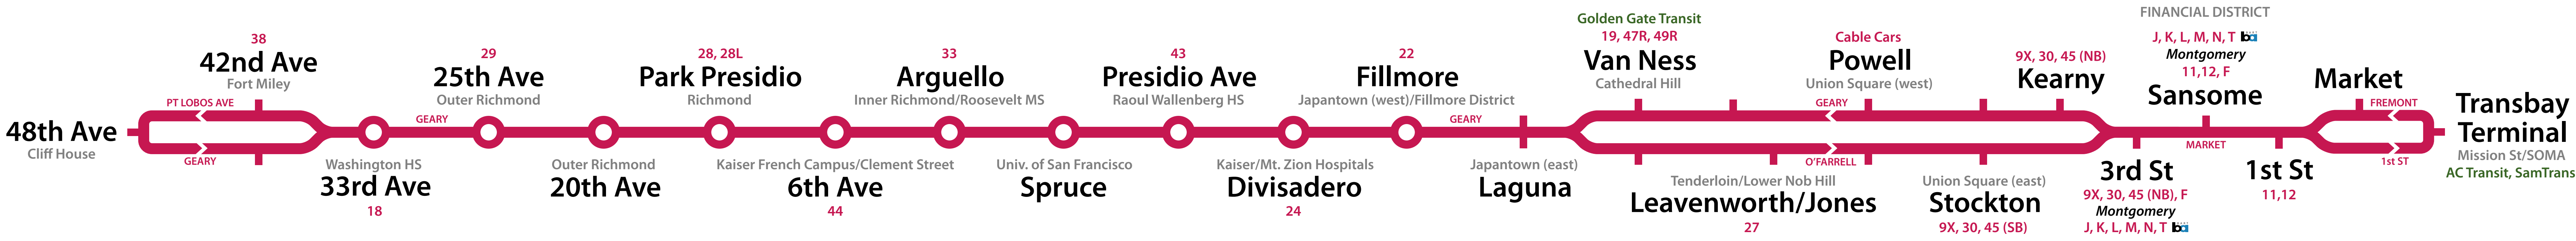 48th Ave
Cliff House
38
42nd Ave
Fort Miley
PT LOBOS AVE
GEARY
Washington HS
33rd Ave
18
GEARY
29
25th Ave
Outer Richmond
Outer Richmond
20th Ave
28, 28L
Park Presidio
Richmond
Kaiser French Campus/Clement Street
6th Ave
44
33
Arguello
Inner Richmond/Roosevelt MS
Univ. of San Francisco
Spruce
43
Presidio Ave
Raoul Wallenberg HS
Kaiser/Mt. Zion Hospitals
Divisadero
24
22
Fillmore
Japantown (west)/Fillmore District
GEARY
Japantown (east)
Laguna
Golden Gate Transit
19, 47R, 49R
Van Ness
Cathedral Hill
Tenderloin/Lower Nob Hill
Leavenworth/Jones
27
Cable Cars
Powell
Union Square (west)
GEARY
O'FARRELL
Union Square (east)
Stockton
9X, 30, 45 (SB)
9X, 30, 45 (NB)
Kearny
3rd St
9X, 30, 45 (NB), F
Montgomery
J, K, L, M, N, T ba
FINANCIAL DISTRICT
J, K, L, M, N, T ba
Montgomery
11,12, F
Sansome
MARKET
1st St
11,12
Market
FREMONT
1st ST
Transbay
Terminal
Mission St/SOMA
AC Transit, SamTrans